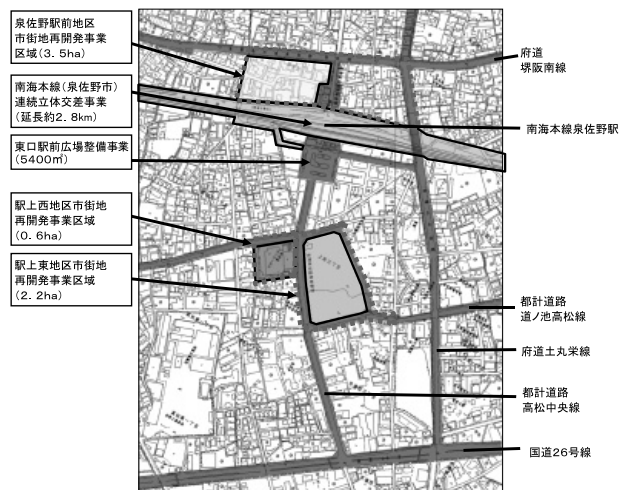 泉佐野駅前地区
市街地再開発事業
区域(3．5ha)
南海本線(泉佐野市)
連続立体交差事業
(延長約2．8km)
東口駅前広場整備事業
(5400㎡)
駅上西地区市街地
再開発事業区域
(0．6ha)
駅上東地区市街地
再開発事業区域
(2．2ha)
府道
堺阪南線
南海本線泉佐野駅
都計道路
道ノ池高松線
府道土丸栄線
都計道路
高松中央線
国道26号線